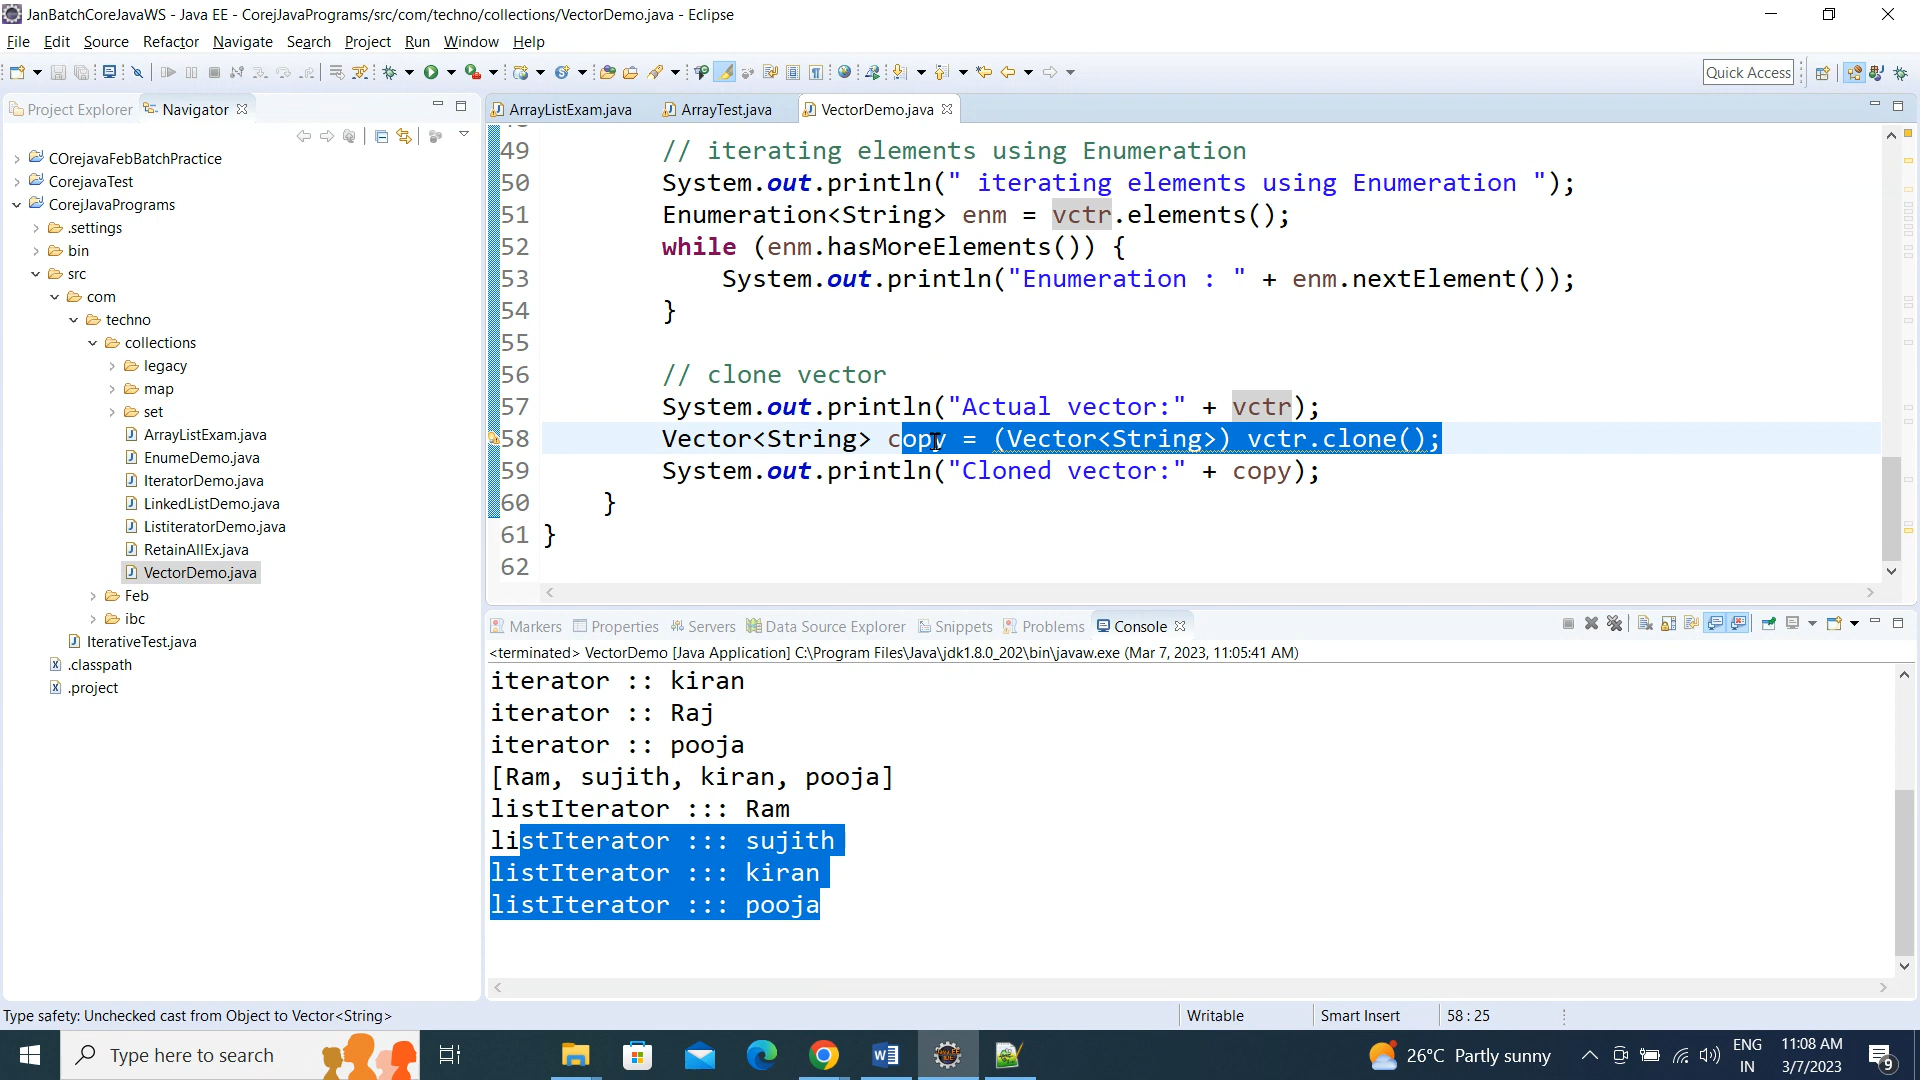 JanBatchCoreJavaWS - Java EE - CorejJavaPrograms/src/com/techno/collections/VectorDemo.java - Eclipse
File Edit Source Refactor Navigate Search Project Run Window Help
Quick Access
Project Explorer Navigator
ArrayListExam.java ArrayTest.java VectorDemo.java
COrejavaFebBatchPractice
CorejavaTest
CorejJavaPrograms
.settings
bin
src
com
techno
collections
legacy
map
set
ArrayListExam.java
EnumeDemo.java
IteratorDemo.java
LinkedListDemo.java
ListiteratorDemo.java
RetainAllEx.java
VectorDemo.java
Feb
ibc
IterativeTest.java
.classpath
.project
49 // iterating elements using Enumeration
50 System.out.println(" iterating elements using Enumeration ");
51 Enumeration<String> enm = vctr.elements();
52 while (enm.hasMoreElements()) {
53 System.out.println("Enumeration : " + enm.nextElement());
54 }
55
56 // clone vector
57 System.out.println("Actual vector:" + vctr);
58 Vector<String> copy = (Vector<String>) vctr.clone();
59 System.out.println("Cloned vector:" + copy);
60 }
61 }
62
Markers Properties Servers Data Source Explorer Snippets Problems Console
<terminated> VectorDemo [Java Application] C:\Program Files\Java\jdk1.8.0_202\bin\javaw.exe (Mar 7, 2023, 11:05:41 AM)
iterator :: kiran
iterator :: Raj
iterator :: pooja
[Ram, sujith, kiran, pooja]
listIterator ::: Ram
listIterator ::: sujith
listIterator ::: kiran
listIterator ::: pooja
Type safety: Unchecked cast from Object to Vector<String>
Writable Smart Insert 58 : 25
Type here to search
26°C Partly sunny
ENG
IN
11:08 AM
3/7/2023
9